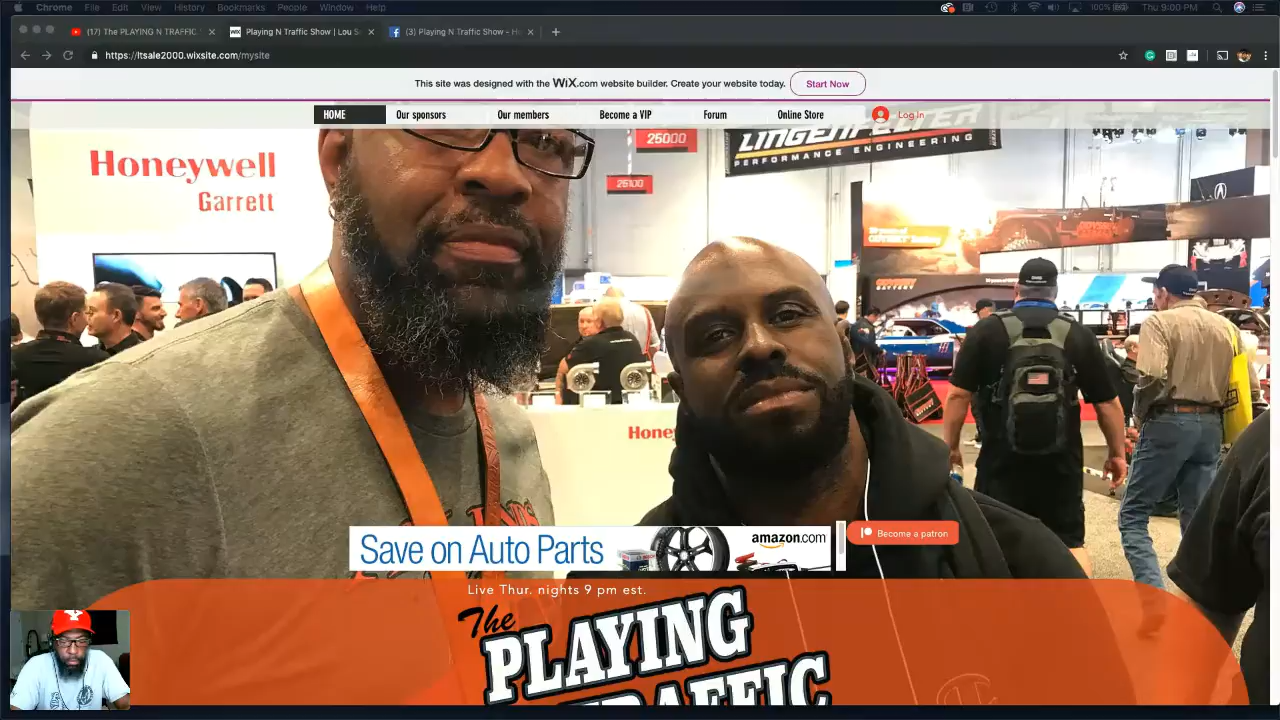 Chrome File Edit View History Bookmarks People Window Help 100% Thu 9:00 PM
(17) The PLAYING N TRAFFIC
Playing N Traffic Show | Lou S
(3) Playing N Traffic Show - H
https://ltsale2000.wixsite.com/mysite
This site was designed with the WiX.com website builder. Create your website today. Start Now
HOME Our sponsors Our members Become a VIP Forum Online Store Log In
Honeywell
Garrett
25000
25100
LINGENFELTER
PERFORMANCE ENGINEERING
Hone
Save on Auto Parts
amazon.com
Become a patron
Live Thur. nights 9 pm est.
The
PLAYING
TRAFFIC